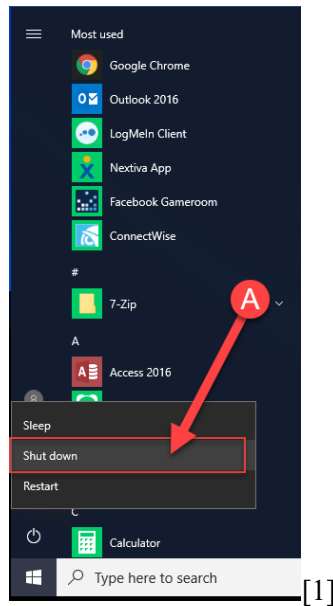 Most used
Google Chrome
Outlook 2016
LogMeIn Client
Nextiva App
Facebook Gameroom
ConnectWise
#
7-Zip
A
A
Access 2016
Sleep
Shut down
Restart
C
Calculator
Type here to search
[1]